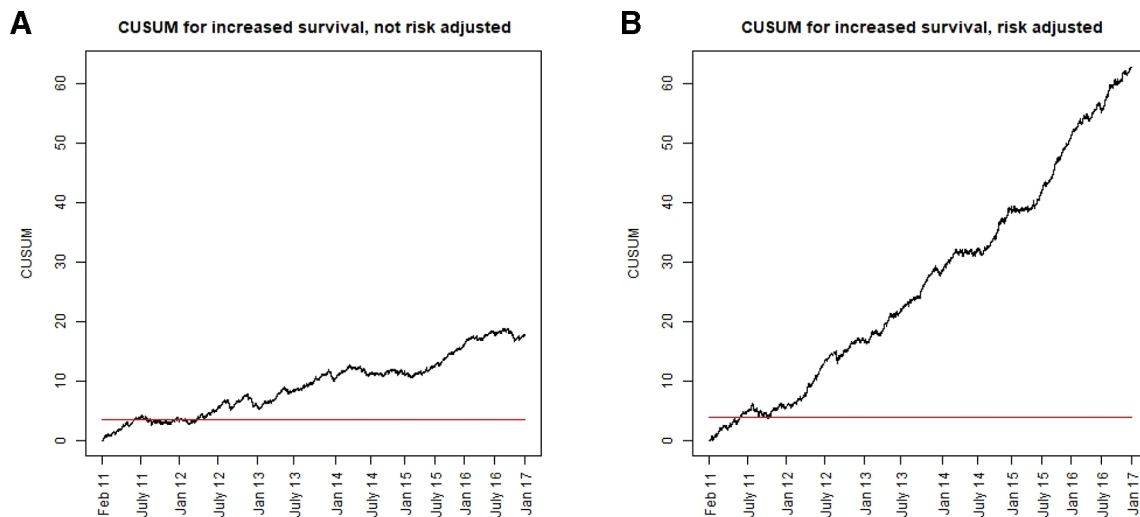 A
CUSUM for increased survival, not risk adjusted
CUSUM
60
50
40
30
20
10
0
Feb 11
July 11
Jan 12
July 12
Jan 13
July 13
Jan 14
July 14
Jan 15
July 15
Jan 16
July 16
Jan 17
B
CUSUM for increased survival, risk adjusted
CUSUM
60
50
40
30
20
10
0
Feb 11
July 11
Jan 12
July 12
Jan 13
July 13
Jan 14
Jan 15
July 15
Jan 16
July 16
Jan 17